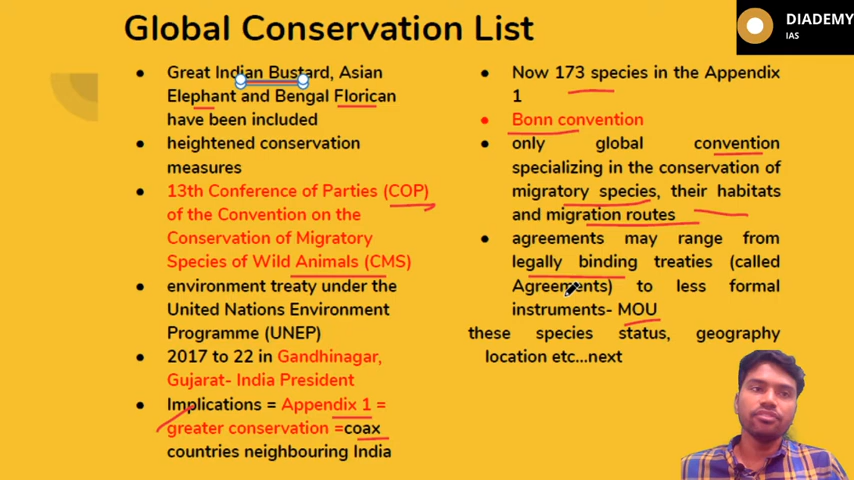 Global Conservation List
DIADEMY
IAS
Great Indian Bustard, Asian
Elephant and Bengal Florican
have been included
heightened conservation
measures
13th Conference of Parties (COP)
of the Convention on the
Conservation of Migratory
Species of Wild Animals (CMS)
environment treaty under the
United Nations Environment
Programme (UNEP)
2017 to 22 in Gandhinagar,
Gujarat- India President
Implications = Appendix 1 =
greater conservation =coax
countries neighbouring India
Now 173 species in the Appendix
1
Bonn convention
only global convention
specializing in the conservation of
migratory species, their habitats
and migration routes
agreements may range from
legally binding treaties (called
Agreements) to less formal
instruments- MOU
these species status, geography
location etc...next